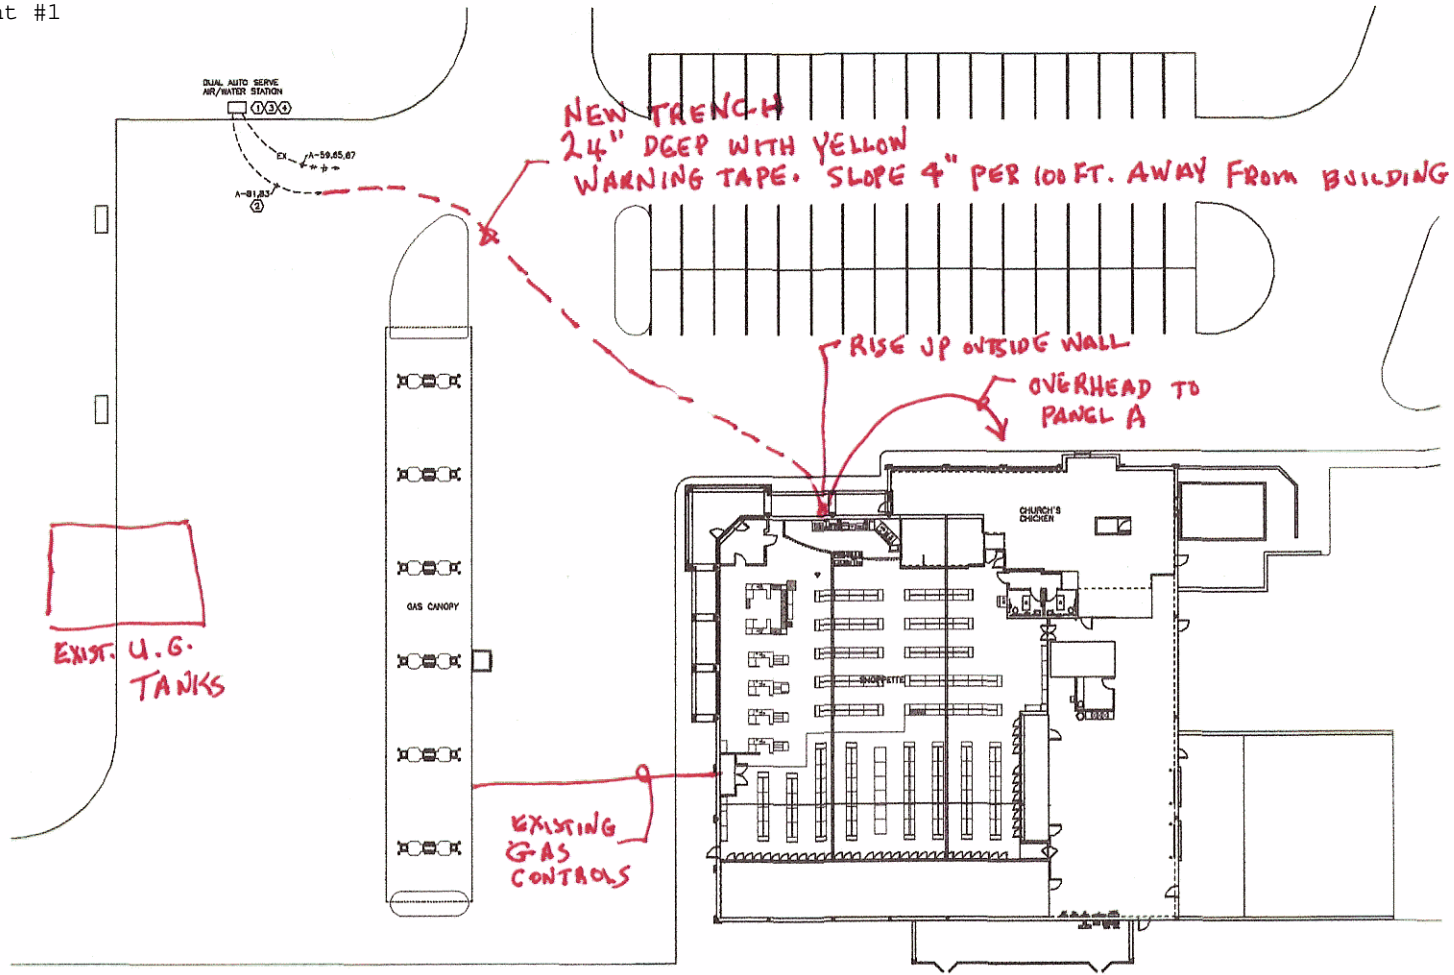 nt #1
DUAL AUTO SERVE
AIR/WATER STATION
1 3 4
EX
A-59,65,67
A-81,83
2
NEW TRENCH
24" DEEP WITH YELLOW
WARNING TAPE. SLOPE 4" PER 100 FT. AWAY FROM BUILDING
RISE UP OUTSIDE WALL
OVERHEAD TO
PANEL A
CHURCH'S
CHICKEN
GAS CANOPY
EXIST. U.G.
TANKS
SHOPPETTE
EXISTING
GAS
CONTROLS